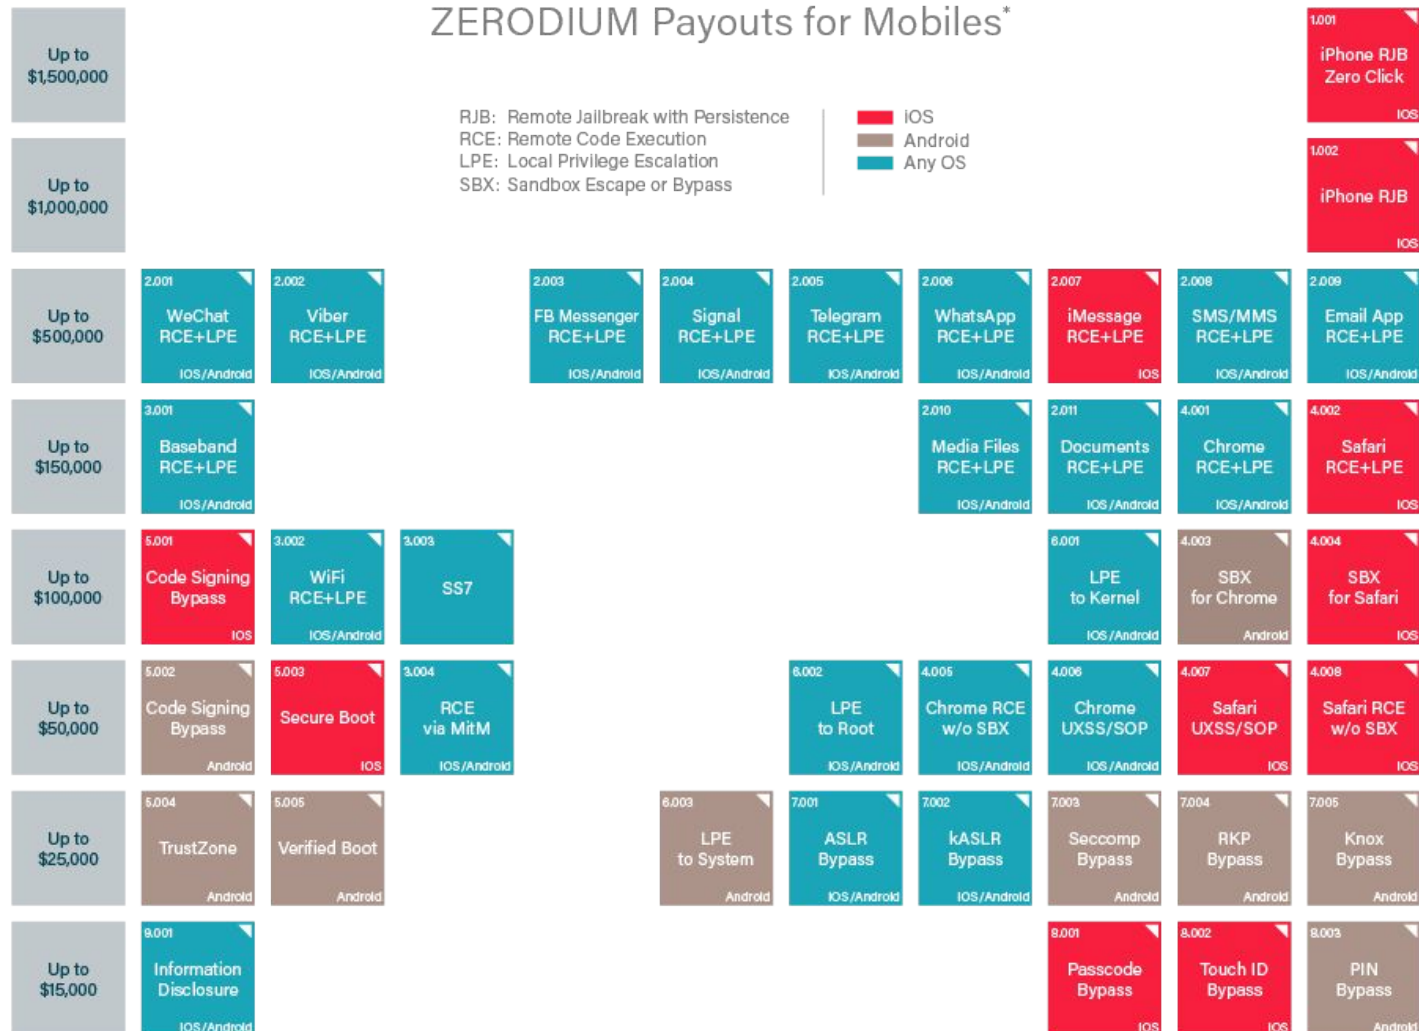 ZERODIUM Payouts for Mobiles*
RJB: Remote Jailbreak with Persistence
RCE: Remote Code Execution
LPE: Local Privilege Escalation
SBX: Sandbox Escape or Bypass
iOS
Android
Any OS
Up to
$1,500,000
1.001
iPhone RJB
Zero Click
IOS
Up to
$1,000,000
1.002
iPhone RJB
IOS
Up to
$500,000
2.001
WeChat
RCE+LPE
IOS/Android
2.002
Viber
RCE+LPE
IOS/Android
2.003
FB Messenger
RCE+LPE
IOS/Android
2.004
Signal
RCE+LPE
IOS/Android
2.005
Telegram
RCE+LPE
IOS/Android
2.006
WhatsApp
RCE+LPE
IOS/Android
2.007
iMessage
RCE+LPE
IOS
2.008
SMS/MMS
RCE+LPE
IOS/Android
2.009
Email App
RCE+LPE
IOS/Android
Up to
$150,000
3.001
Baseband
RCE+LPE
IOS/Android
2.010
Media Files
RCE+LPE
IOS/Android
2.011
Documents
RCE+LPE
IOS/Android
4.001
Chrome
RCE+LPE
IOS/Android
4.002
Safari
RCE+LPE
IOS
Up to
$100,000
5.001
Code Signing
Bypass
IOS
3.002
WiFi
RCE+LPE
IOS/Android
3.003
SS7
6.001
LPE
to Kernel
IOS/Android
4.003
SBX
for Chrome
Android
4.004
SBX
for Safari
IOS
Up to
$50,000
5.002
Code Signing
Bypass
Android
5.003
Secure Boot
IOS
3.004
RCE
via MitM
IOS/Android
6.002
LPE
to Root
IOS/Android
4.005
Chrome RCE
w/o SBX
IOS/Android
4.006
Chrome
UXSS/SOP
IOS/Android
4.007
Safari
UXSS/SOP
IOS
4.008
Safari RCE
w/o SBX
IOS
Up to
$25,000
5.004
TrustZone
Android
5.005
Verified Boot
Android
6.003
LPE
to System
Android
7.001
ASLR
Bypass
IOS/Android
7.002
kASLR
Bypass
IOS/Android
7.003
Seccomp
Bypass
Android
7.004
RKP
Bypass
Android
7.005
Knox
Bypass
Android
Up to
$15,000
9.001
Information
Disclosure
IOS/Android
8.001
Passcode
Bypass
IOS
8.002
Touch ID
Bypass
IOS
8.003
PIN
Bypass
Android